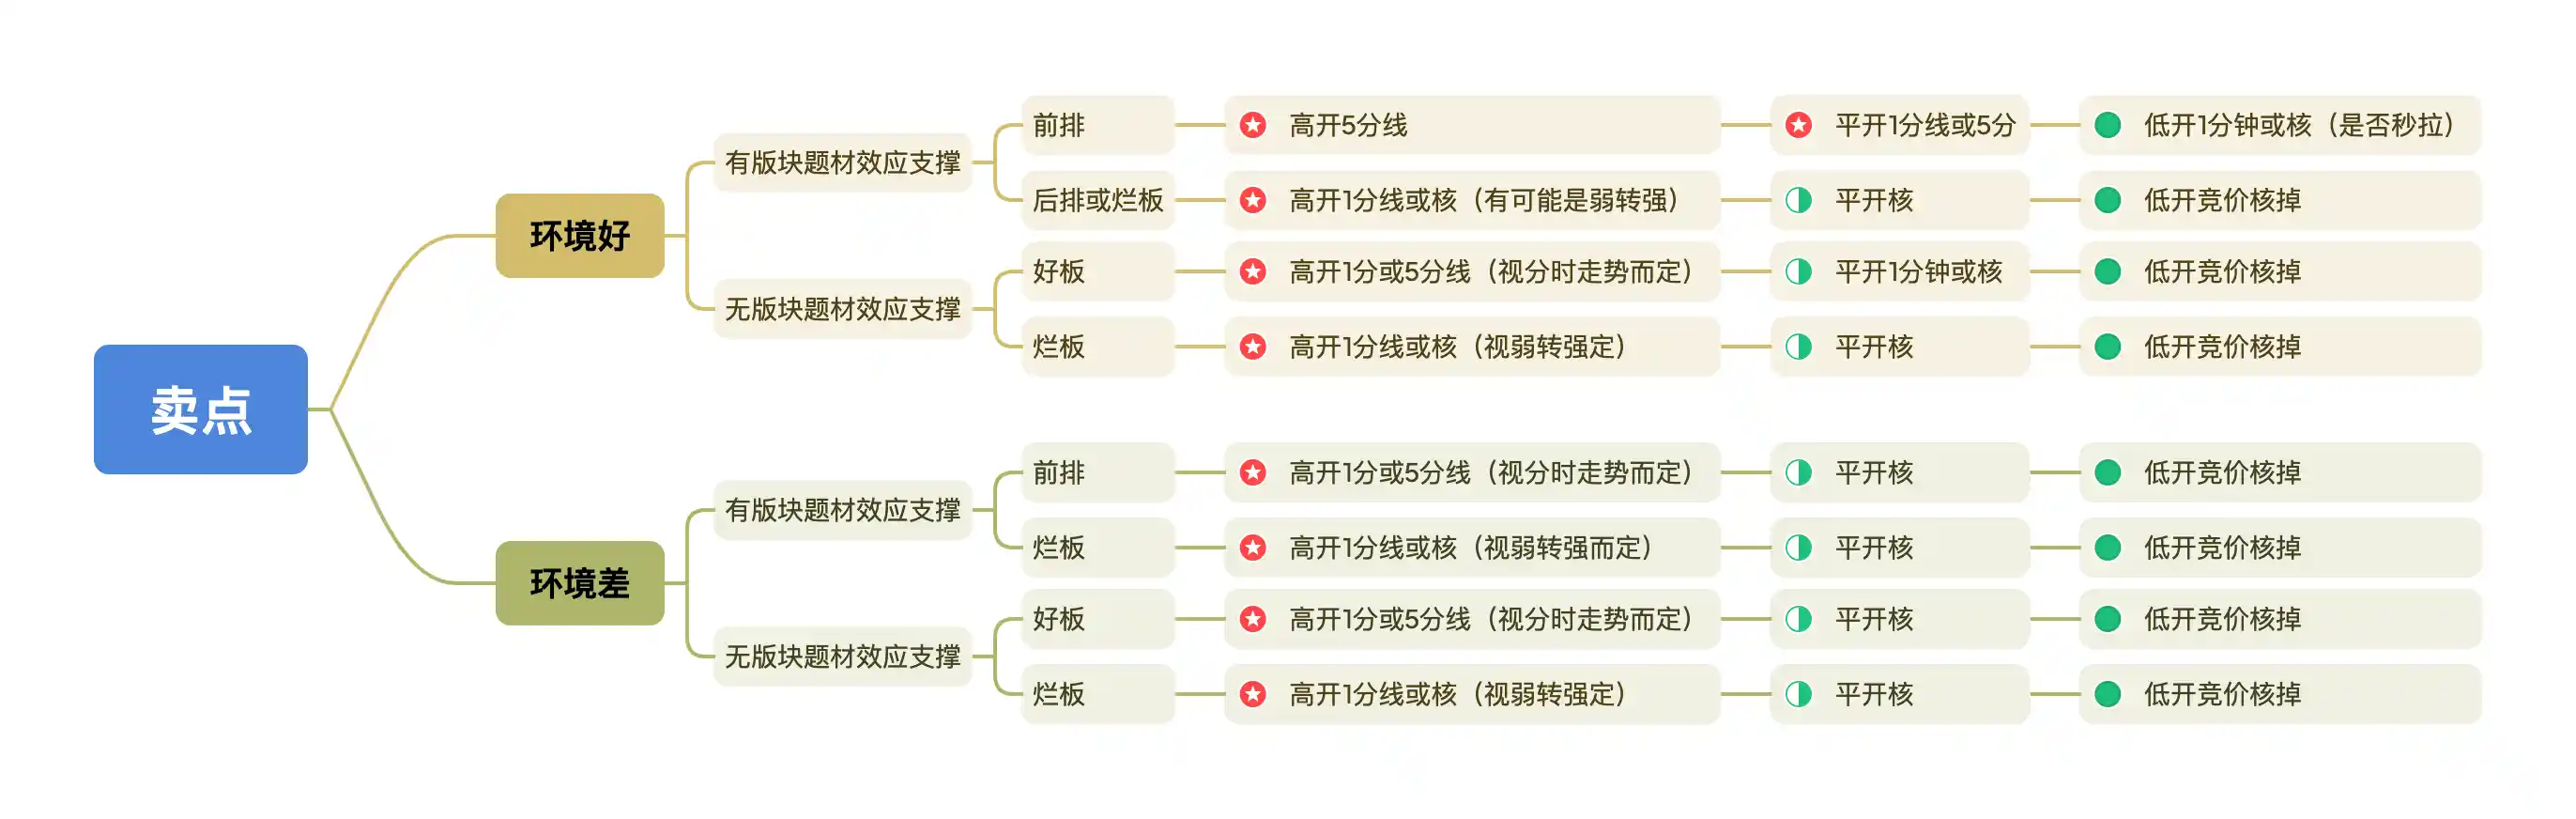 卖点
环境好
有版块题材效应支撑
前排
高开5分线
平开1分线或5分
低开1分钟或核（是否秒拉）
后排或烂板
高开1分线或核（有可能是弱转强）
平开核
低开竞价核掉
无版块题材效应支撑
好板
高开1分或5分线（视分时走势而定）
平开1分钟或核
低开竞价核掉
烂板
高开1分线或核（视弱转强定）
平开核
低开竞价核掉
环境差
有版块题材效应支撑
前排
高开1分或5分线（视分时走势而定）
平开核
低开竞价核掉
烂板
高开1分线或核（视弱转强而定）
平开核
低开竞价核掉
无版块题材效应支撑
好板
高开1分或5分线（视分时走势而定）
平开核
低开竞价核掉
烂板
高开1分线或核（视弱转强定）
平开核
低开竞价核掉